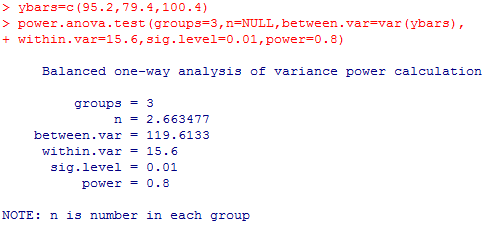 > ybars=c(95.2,79.4,100.4)
> power.anova.test(groups=3,n=NULL,between.var=var(ybars),
+ within.var=15.6,sig.level=0.01,power=0.8)
Balanced one-way analysis of variance power calculation
groups = 3
n = 2.663477
between.var = 119.6133
within.var = 15.6
sig.level = 0.01
power = 0.8
NOTE: n is number in each group